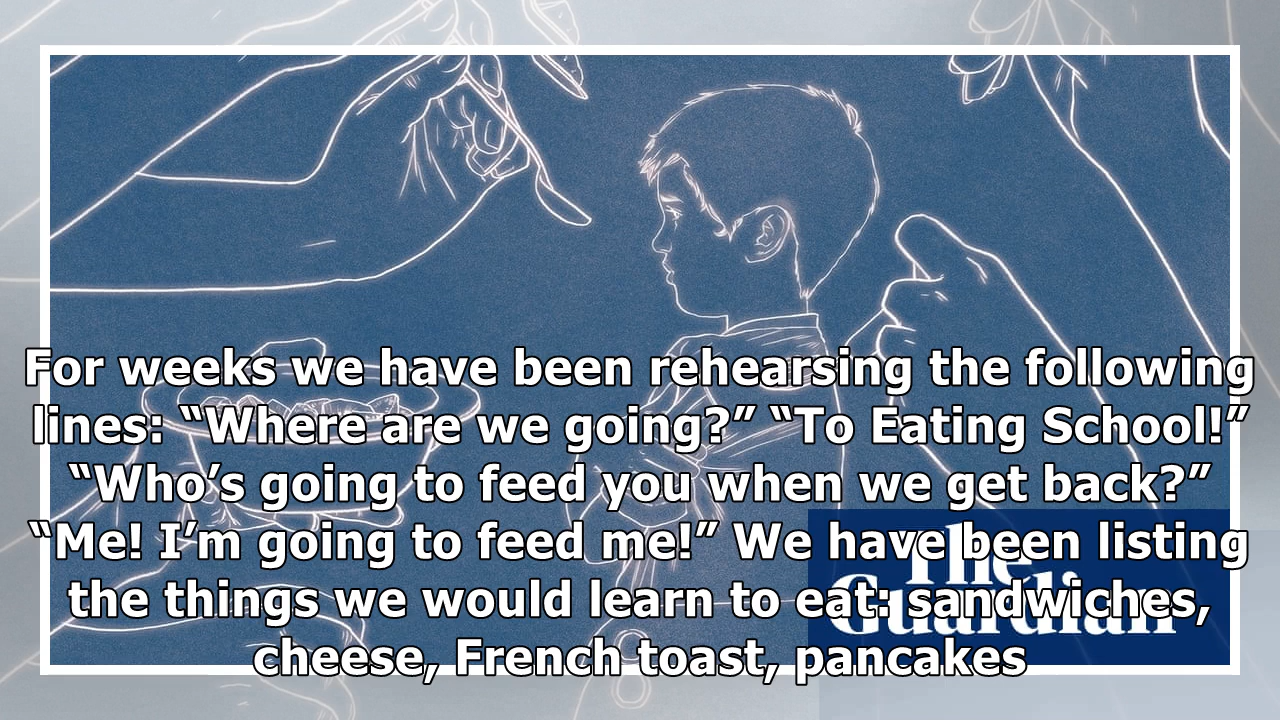 For weeks we have been rehearsing the following
lines: “Where are we going?” “To Eating School!”
“Who’s going to feed you when we get back?”
“Me! I’m going to feed me!” We have been listing
the things we would learn to eat: sandwiches,
cheese, French toast, pancakes
The
Guardian